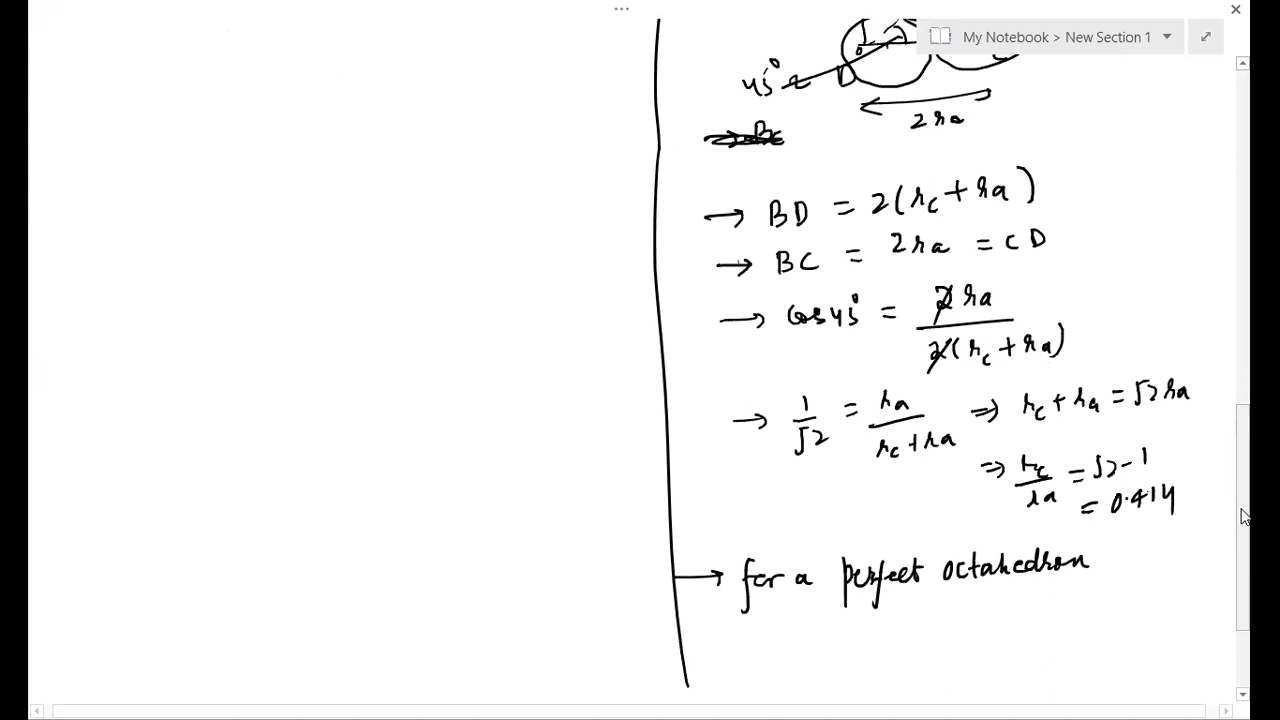 My Notebook > New Section 1
45°
2ra
→ BC
→ BD = 2(rc + ra)
→ BC = 2ra = CD
→ cos45° = 2ra / 2(rc + ra)
→ 1/√2 = ra / rc + ra ⇒ rc + ra = √2 ra
⇒ rc/ra = √2 - 1
= 0.414
→ for a perfect octahedron